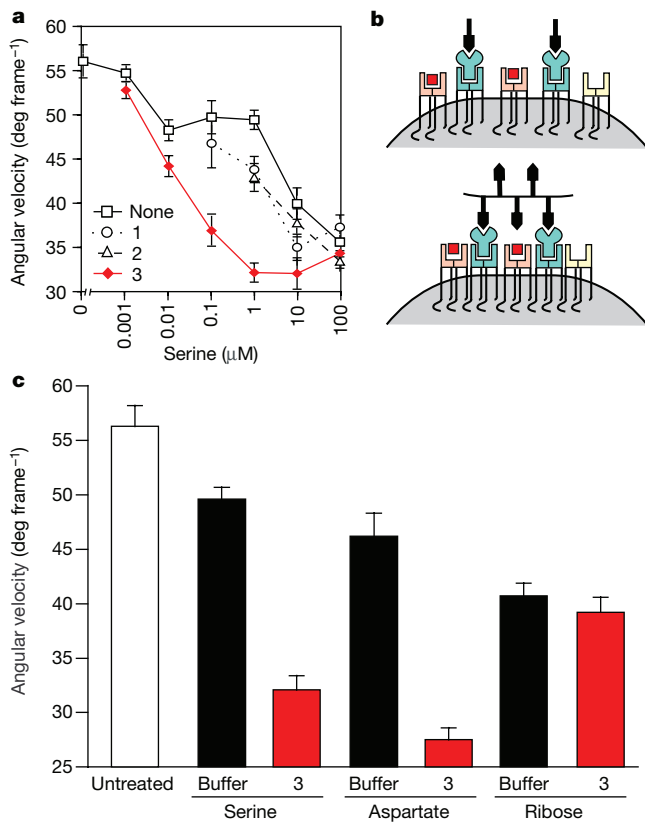 a
Angular velocity (deg frame⁻¹)
60
55
50
45
40
35
30
None
1
2
3
0
0.001
0.01
0.1
1
10
100
Serine (μM)
b
c
Angular velocity (deg frame⁻¹)
60
55
50
45
40
35
30
25
Untreated
Buffer
3
Buffer
3
Buffer
3
Serine
Aspartate
Ribose